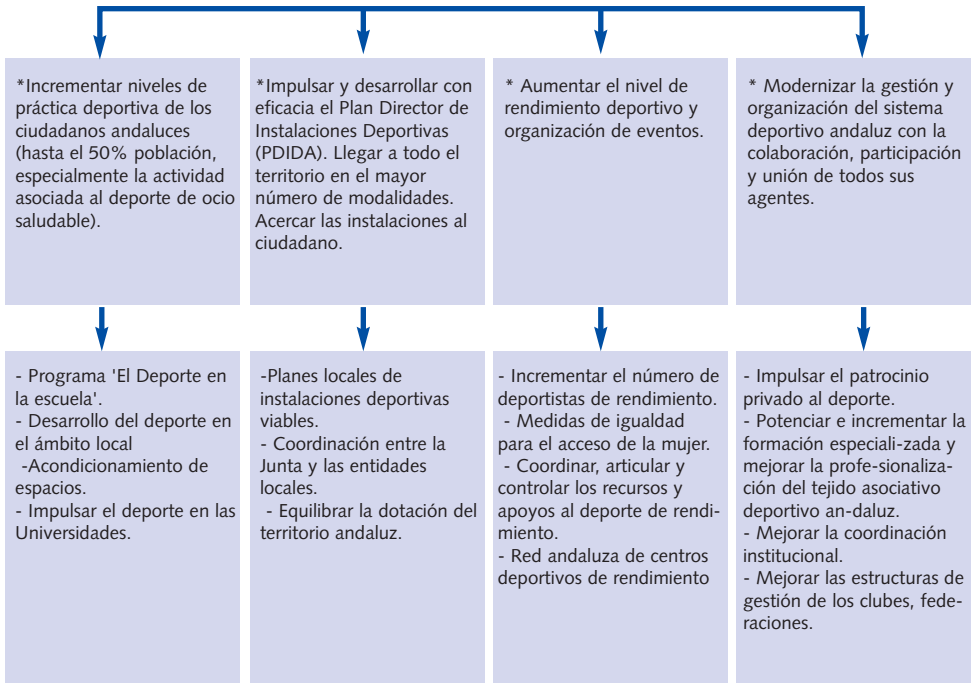 *Incrementar niveles de
práctica deportiva de los
ciudadanos andaluces
(hasta el 50% población,
especialmente la actividad
asociada al deporte de ocio
saludable).
*Impulsar y desarrollar con
eficacia el Plan Director de
Instalaciones Deportivas
(PDIDA). Llegar a todo el
territorio en el mayor
número de modalidades.
Acercar las instalaciones al
ciudadano.
* Aumentar el nivel de
rendimiento deportivo y
organización de eventos.
* Modernizar la gestión y
organización del sistema
deportivo andaluz con la
colaboración, participación
y unión de todos sus
agentes.
- Programa 'El Deporte en
la escuela'.
- Desarrollo del deporte en
el ámbito local
-Acondicionamiento de
espacios.
- Impulsar el deporte en las
Universidades.
-Planes locales de
instalaciones deportivas
viables.
- Coordinación entre la
Junta y las entidades
locales.
- Equilibrar la dotación del
territorio andaluz.
- Incrementar el número de
deportistas de rendimiento.
- Medidas de igualdad
para el acceso de la mujer.
- Coordinar, articular y
controlar los recursos y
apoyos al deporte de rendi-
miento.
- Red andaluza de centros
deportivos de rendimiento
- Impulsar el patrocinio
privado al deporte.
- Potenciar e incrementar la
formación especiali-zada y
mejorar la profe-sionaliza-
ción del tejido asociativo
deportivo an-daluz.
- Mejorar la coordinación
institucional.
- Mejorar las estructuras de
gestión de los clubes, fede-
raciones.